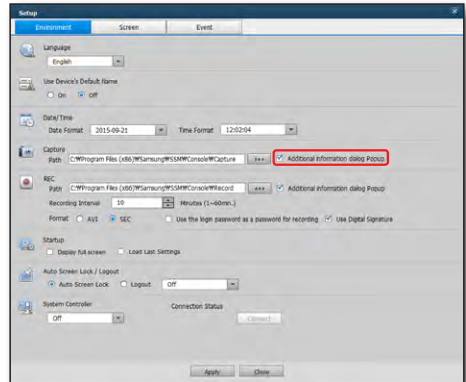 Setup
Environment Screen Event
Language
English
Use Device's Default Name
On Off
Date/Time
Date Format 2015-09-21 Time Format 12:02:04
Capture
Path C:₩Program Files (x86)₩Samsung₩SSM₩Console₩Capture Additional information dialog Popup
REC
Path C:₩Program Files (x86)₩Samsung₩SSM₩Console₩Record Additional information dialog Popup
Recording Interval 10 Minutes (1~60mn.)
Format AVI SEC Use the login password as a password for recording Use Digital Signature
Startup
Display full screen Load Last Settings
Auto Screen Lock / Logout
Auto Screen Lock Logout Off
System Controller Connection Status
Off Connect
Apply Close